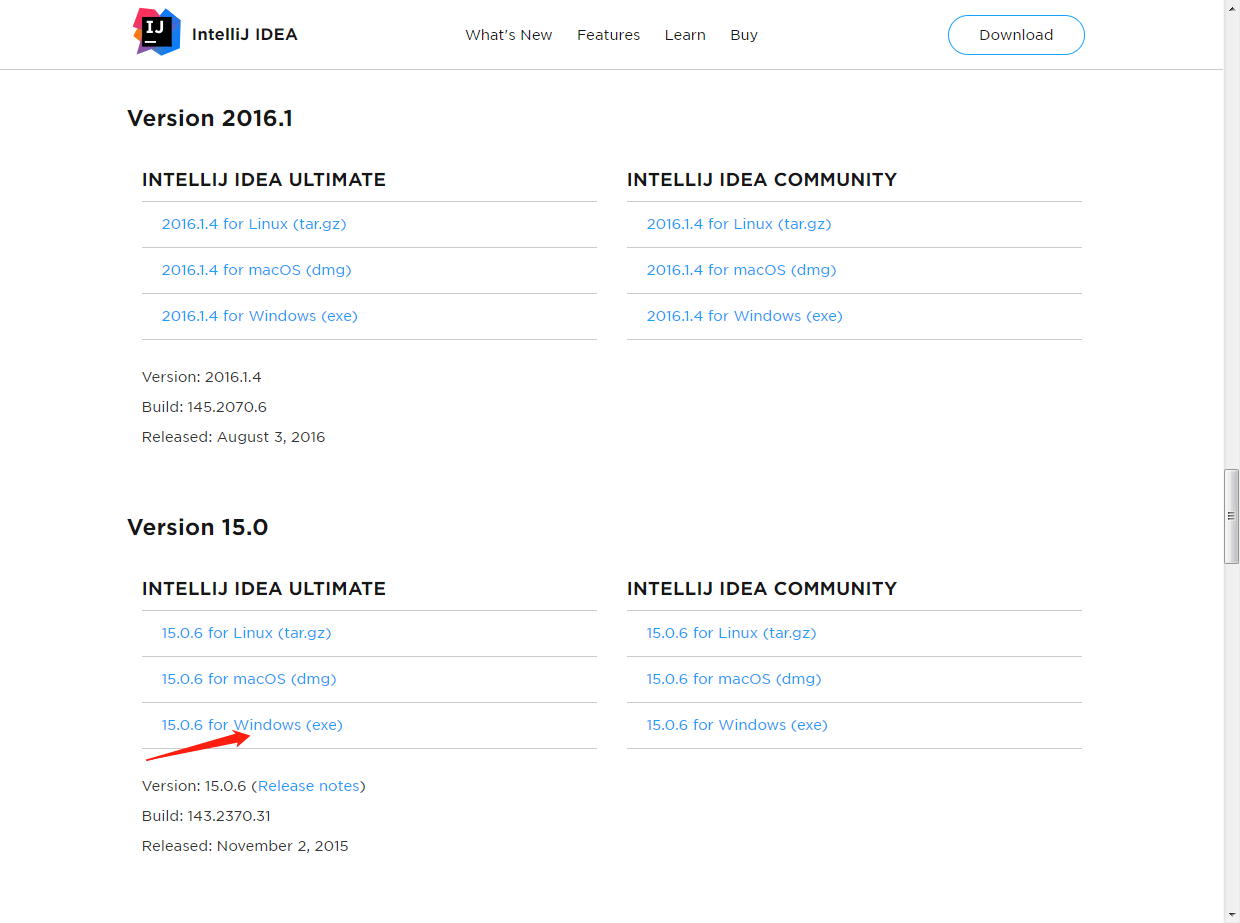 IJ
IntelliJ IDEA
What's New
Features
Learn
Buy
Download
Version 2016.1
INTELLIJ IDEA ULTIMATE
2016.1.4 for Linux (tar.gz)
2016.1.4 for macOS (dmg)
2016.1.4 for Windows (exe)
INTELLIJ IDEA COMMUNITY
2016.1.4 for Linux (tar.gz)
2016.1.4 for macOS (dmg)
2016.1.4 for Windows (exe)
Version: 2016.1.4
Build: 145.2070.6
Released: August 3, 2016
Version 15.0
INTELLIJ IDEA ULTIMATE
15.0.6 for Linux (tar.gz)
15.0.6 for macOS (dmg)
15.0.6 for Windows (exe)
INTELLIJ IDEA COMMUNITY
15.0.6 for Linux (tar.gz)
15.0.6 for macOS (dmg)
15.0.6 for Windows (exe)
Version: 15.0.6 (Release notes)
Build: 143.2370.31
Released: November 2, 2015